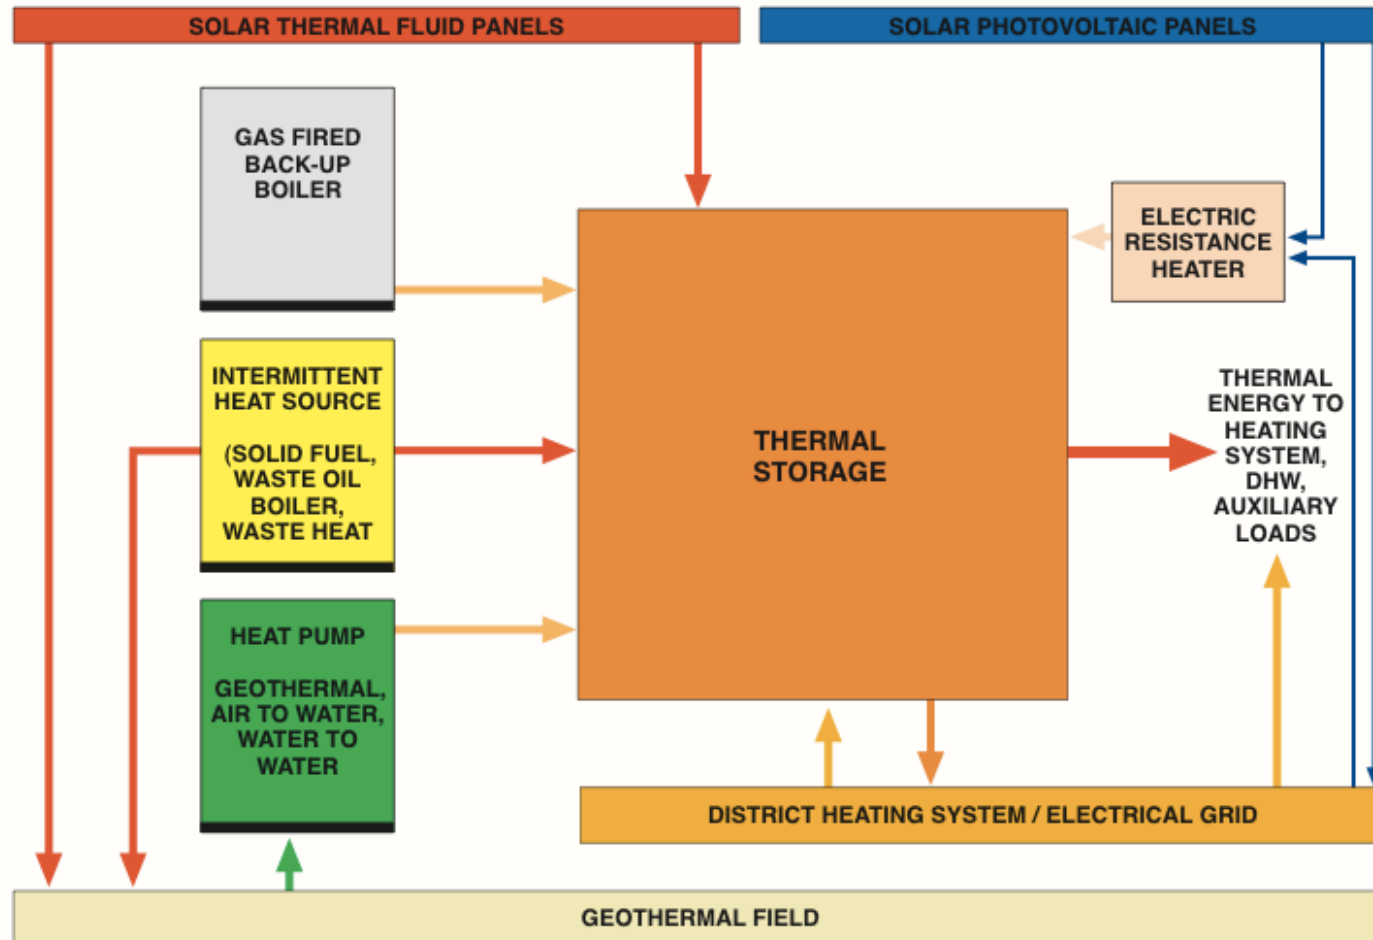 SOLAR THERMAL FLUID PANELS
SOLAR PHOTOVOLTAIC PANELS
GAS FIRED
BACK-UP
BOILER
ELECTRIC
RESISTANCE
HEATER
INTERMITTENT
HEAT SOURCE
(SOLID FUEL,
WASTE OIL
BOILER,
WASTE HEAT
THERMAL
STORAGE
THERMAL
ENERGY TO
HEATING
SYSTEM,
DHW,
AUXILIARY
LOADS
HEAT PUMP
GEOTHERMAL,
AIR TO WATER,
WATER TO
WATER
DISTRICT HEATING SYSTEM / ELECTRICAL GRID
GEOTHERMAL FIELD